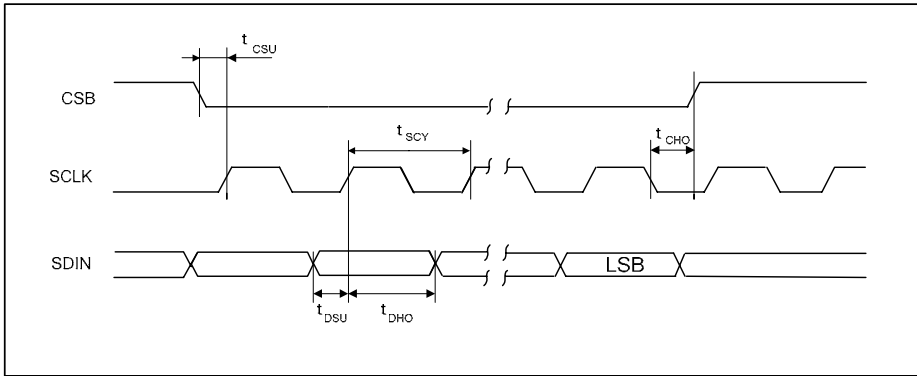 t CSU
CSB
t SCY
t CHO
SCLK
SDIN
LSB
t DSU
t DHO